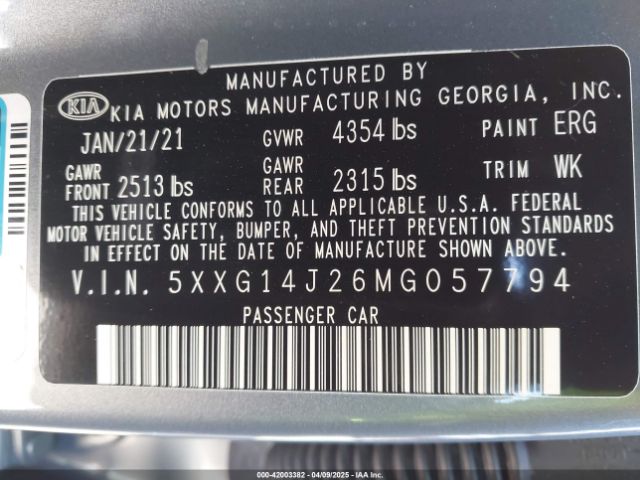 MANUFACTURED BY
KIA KIA MOTORS MANUFACTURING GEORGIA, INC.
JAN/21/21 GVWR 4354 lbs PAINT ERG
GAWR FRONT 2513 lbs GAWR REAR 2315 lbs TRIM WK
THIS VEHICLE CONFORMS TO ALL APPLICABLE U.S.A. FEDERAL
MOTOR VEHICLE SAFETY, BUMPER, AND THEFT PREVENTION STANDARDS
IN EFFECT ON THE DATE OF MANUFACTURE SHOWN ABOVE.
V.I.N. 5XXG14J26MG057794
PASSENGER CAR
000-42003382 - 04/09/2025 - IAAI, Inc.